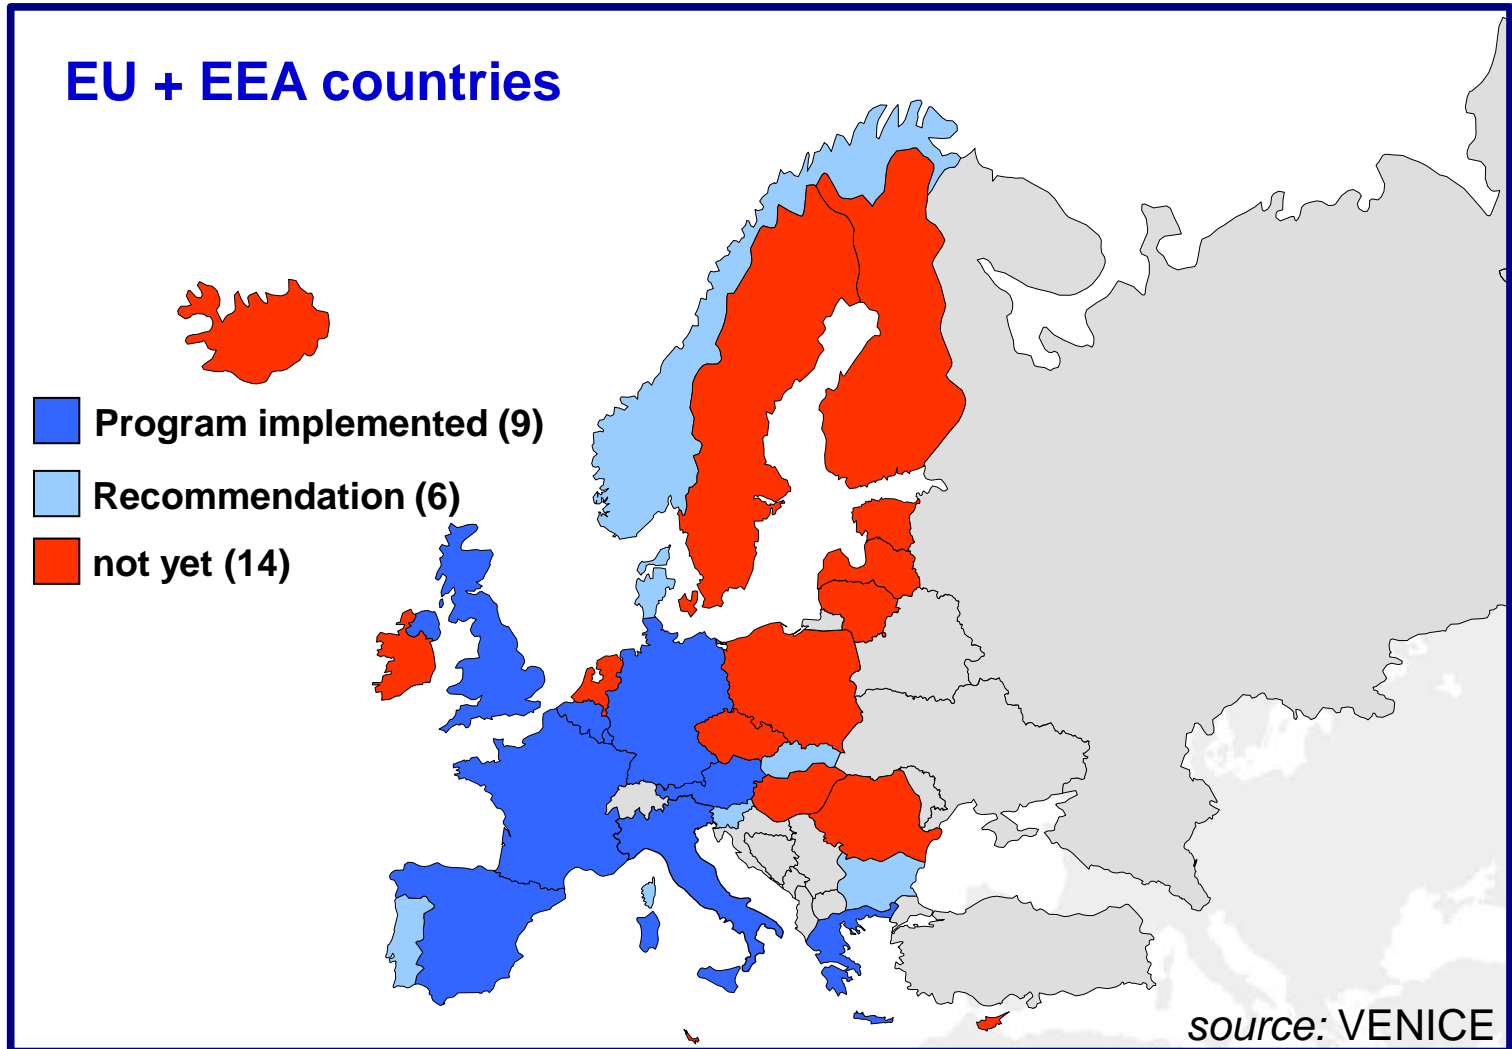 EU + EEA countries
Program implemented (9)
Recommendation (6)
not yet (14)
source: VENICE